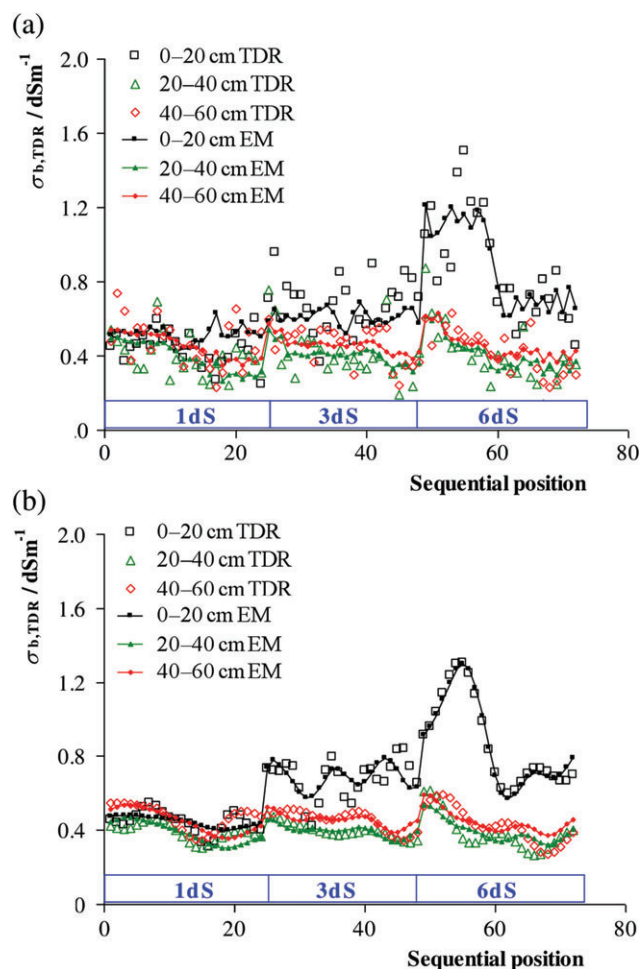 (a)
σb,TDR / dSm-1
2.0
1.6
1.2
0.8
0.4
.0
0–20 cm TDR
20–40 cm TDR
40–60 cm TDR
0–20 cm EM
20–40 cm EM
40–60 cm EM
1dS 3dS 6dS
0 20 40 60 80
Sequential position
(b)
σb,TDR / dSm-1
2.0
1.6
1.2
0.8
0.4
0
0–20 cm TDR
20–40 cm TDR
40–60 cm TDR
0–20 cm EM
20–40 cm EM
40–60 cm EM
1dS 3dS 6dS
0 20 40 60 80
Sequential position